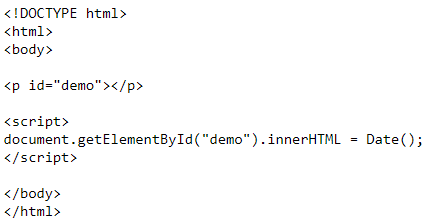 <!DOCTYPE html>
<html>
<body>
<p id="demo"></p>
<script>
document.getElementById("demo").innerHTML = Date();
</script>
</body>
</html>